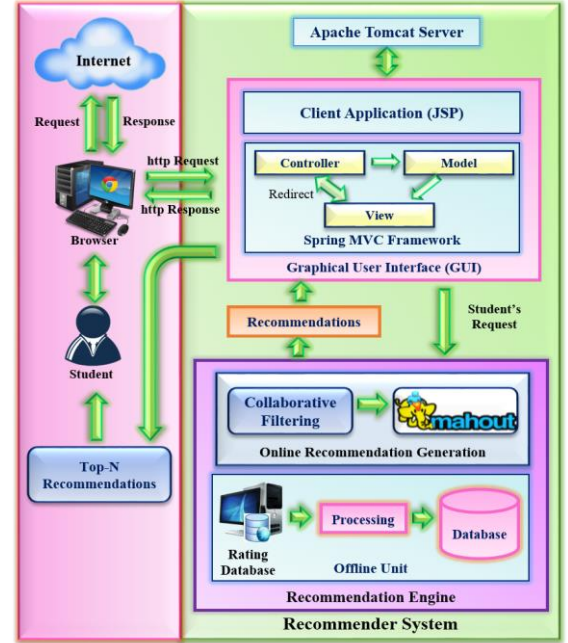 Internet
Request
Response
Browser
Student
Top-N
Recommendations
http Request
http Response
Apache Tomcat Server
Client Application (JSP)
Controller
Model
Redirect
View
Spring MVC Framework
Graphical User Interface (GUI)
Recommendations
Student's
Request
Collaborative
Filtering
mahout
Online Recommendation Generation
Rating
Database
Processing
Database
Offline Unit
Recommendation Engine
Recommender System